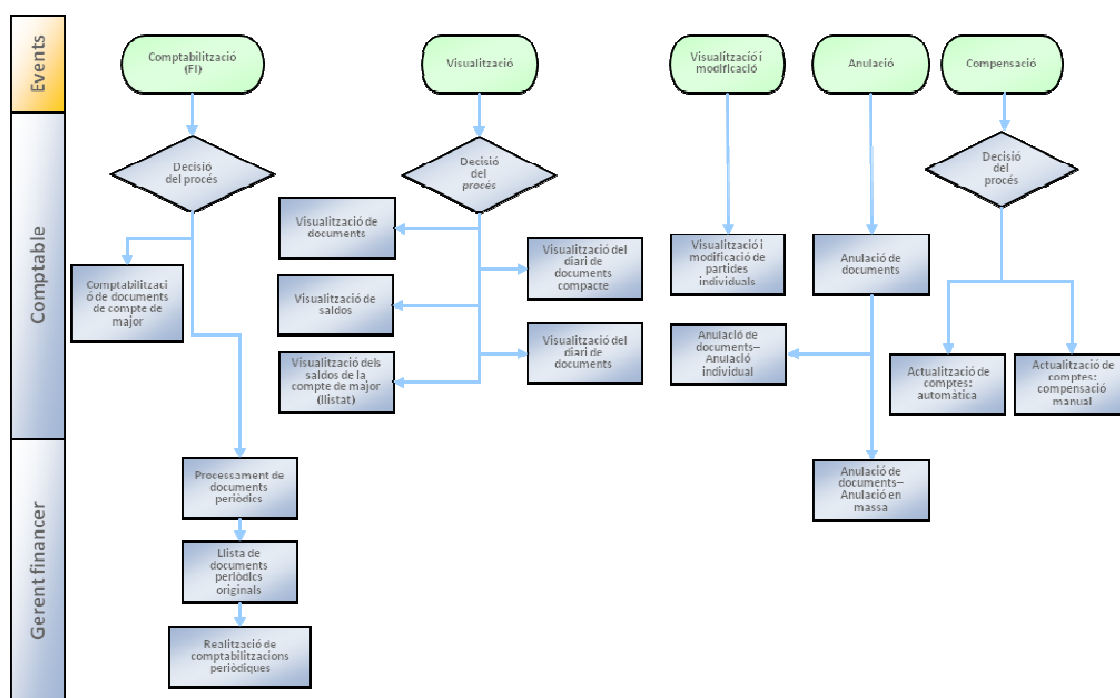 Events
Comptabilització
(FI)
Visualització
Visualització i
modificació
Anulació
Compensació
Comptable
Decisió
del procés
Decisió
del
procés
Decisió
del
procés
Visualització de
documents
Visualització del
diari de
documents
compacte
Visualització i
modificació de
partides
individuals
Anulació de
documents
Comptabilitzaci
ó de documents
de compte de
major
Visualització de
saldos
Visualització del
diari de
documents
Anulació de
documents–
Anulació
individual
Visualització dels
saldos de la
compte de major
(llistat)
Actualització de
comptes:
automàtica
Actualització de
comptes:
compensació
manual
Gerent financer
Processament de
documents
periòdics
Anulació de
documents–
Anulació en
massa
Llista de
documents
periòdics
originals
Realització de
comptabilitzacions
periòdiques